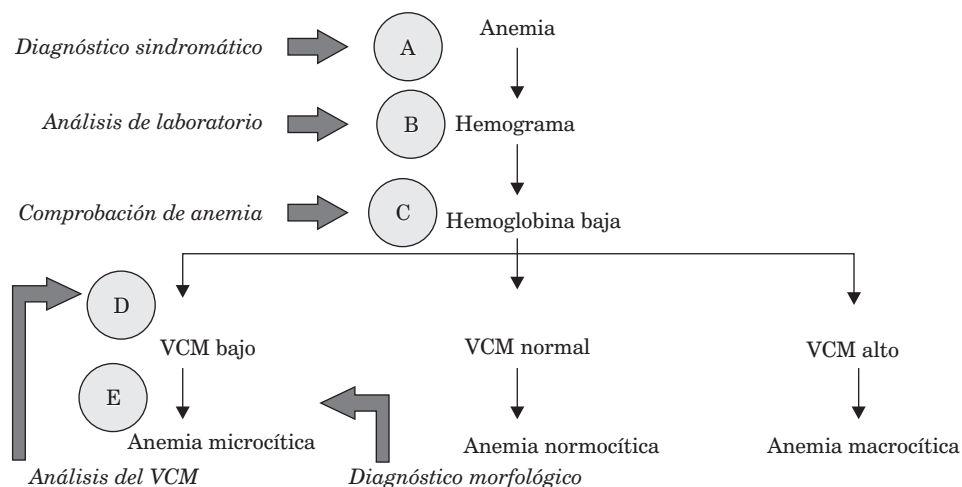 Diagnóstico sindromático
A
Anemia
Análisis de laboratorio
B
Hemograma
Comprobación de anemia
C
Hemoglobina baja
D
VCM bajo
VCM normal
VCM alto
E
Anemia microcítica
Anemia normocítica
Anemia macrocítica
Análisis del VCM
Diagnóstico morfológico